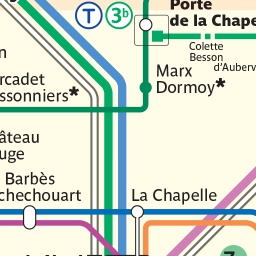 T 3b
Porte
de la Chape
Colette
Besson
d'Auberv
Marx
Dormoy*
rcadet
ssonniers*
âteau
uge
Barbès
chechouart
La Chapelle